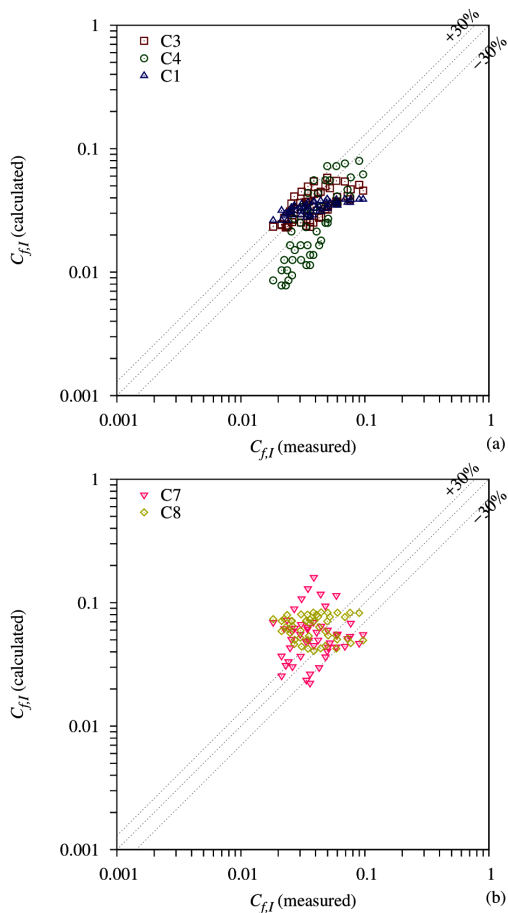 1
+30%
−30%
C3
C4
C1
0.1
C_{f,I} (calculated)
0.01
0.001
0.001 0.01 0.1 1
C_{f,I} (measured)
(a)
1
+30%
−30%
C7
C8
0.1
C_{f,I} (calculated)
0.01
0.001
0.001 0.01 0.1 1
C_{f,I} (measured)
(b)